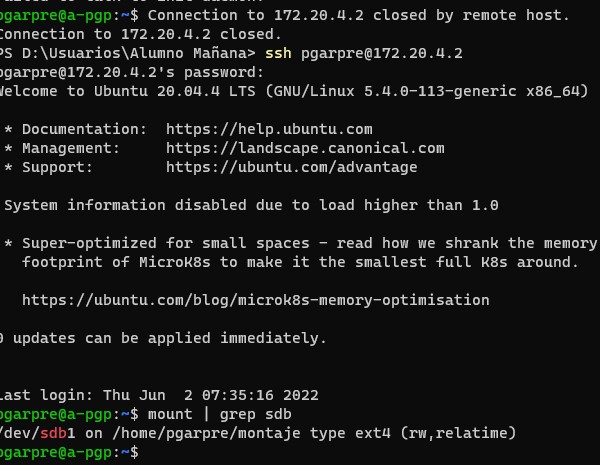 pgarpre@a-pgp:~$ Connection to 172.20.4.2 closed by remote host.
Connection to 172.20.4.2 closed.
PS D:\Usuarios\Alumno Mañana> ssh pgarpre@172.20.4.2
pgarpre@172.20.4.2's password:
Welcome to Ubuntu 20.04.4 LTS (GNU/Linux 5.4.0-113-generic x86_64)
* Documentation:  https://help.ubuntu.com
* Management:     https://landscape.canonical.com
* Support:        https://ubuntu.com/advantage
System information disabled due to load higher than 1.0
* Super-optimized for small spaces - read how we shrank the memory
footprint of MicroK8s to make it the smallest full K8s around.
https://ubuntu.com/blog/microk8s-memory-optimisation
0 updates can be applied immediately.
Last login: Thu Jun  2 07:35:16 2022
pgarpre@a-pgp:~$ mount | grep sdb
/dev/sdb1 on /home/pgarpre/montaje type ext4 (rw,relatime)
pgarpre@a-pgp:~$